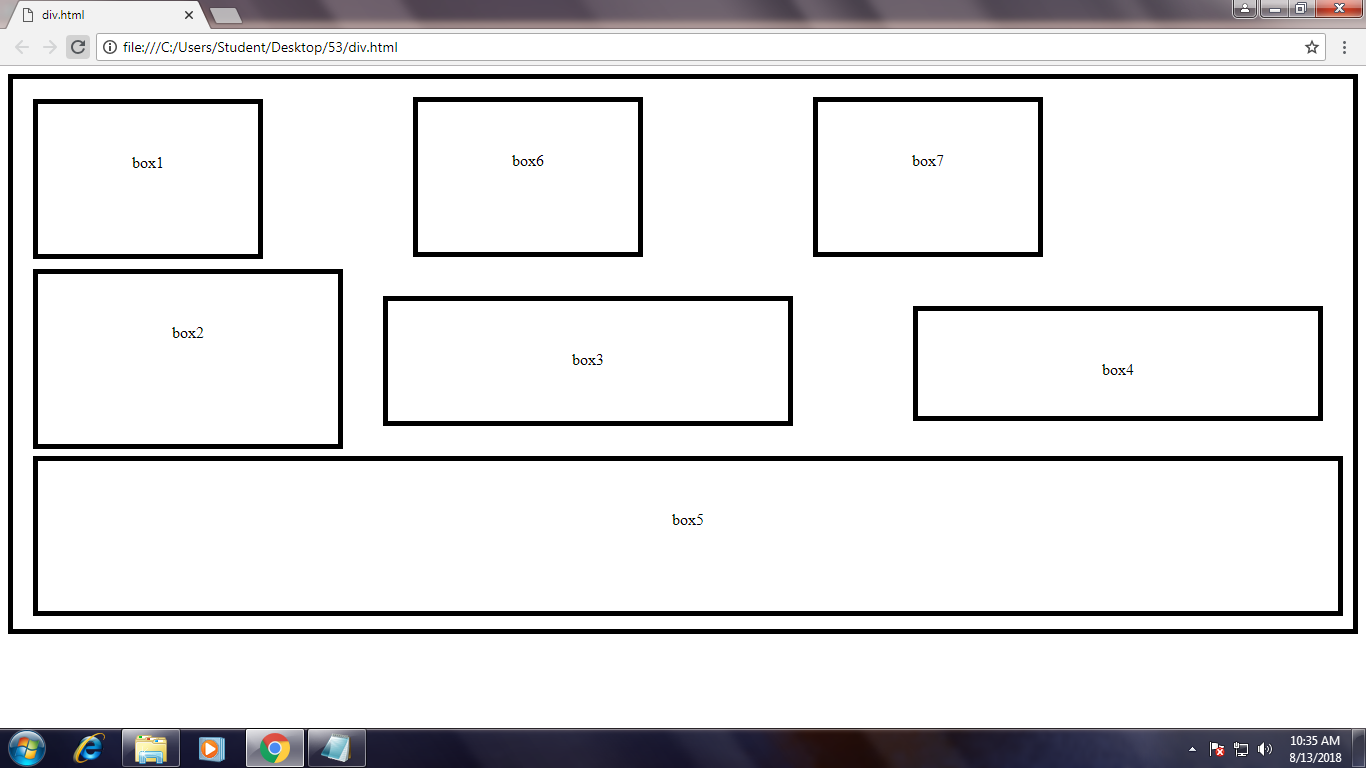 div.html
file:///C:/Users/Student/Desktop/53/div.html
box1
box6
box7
box2
box3
box4
box5
10:35 AM
8/13/2018